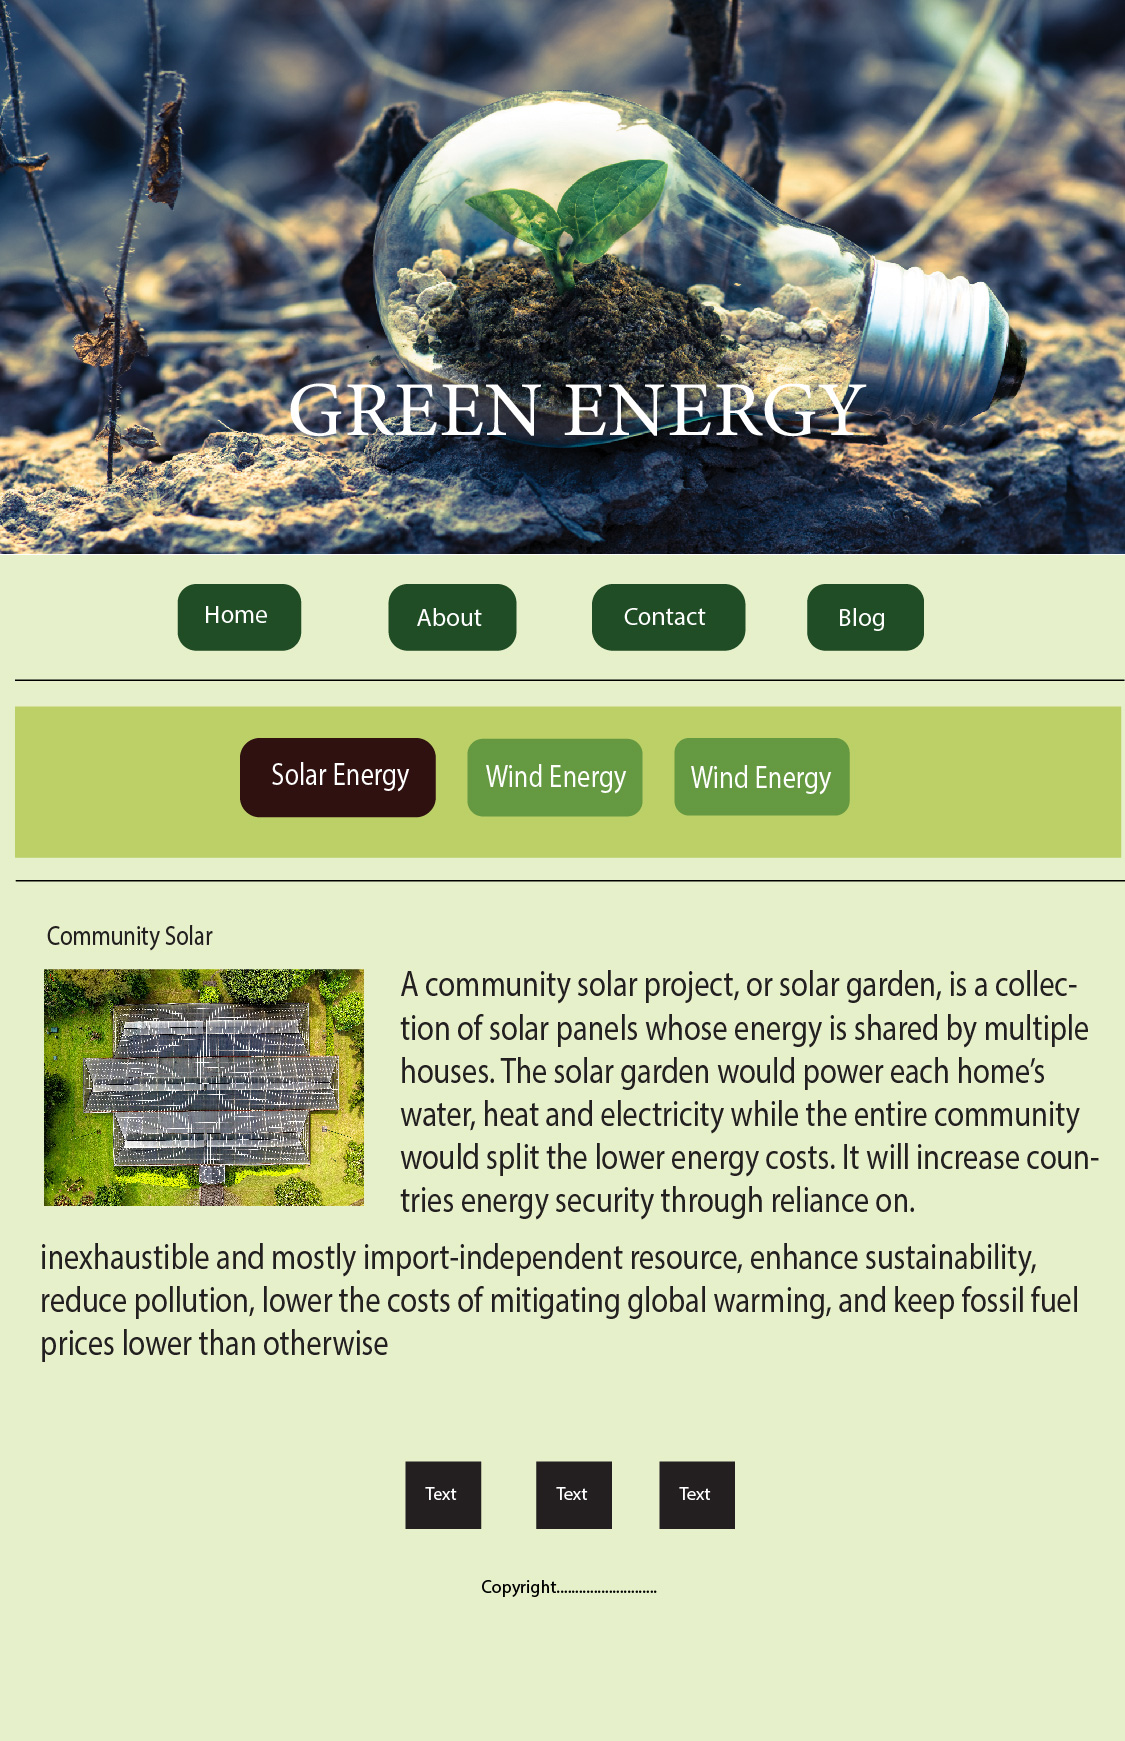 GREEN ENERGY
Home
About
Contact
Blog
Solar Energy
Wind Energy
Wind Energy
Community Solar
A community solar project, or solar garden, is a collec-
tion of solar panels whose energy is shared by multiple
houses. The solar garden would power each home’s
water, heat and electricity while the entire community
would split the lower energy costs. It will increase coun-
tries energy security through reliance on.
inexhaustible and mostly import-independent resource, enhance sustainability,
reduce pollution, lower the costs of mitigating global warming, and keep fossil fuel
prices lower than otherwise
Text
Text
Text
Copyright...........................